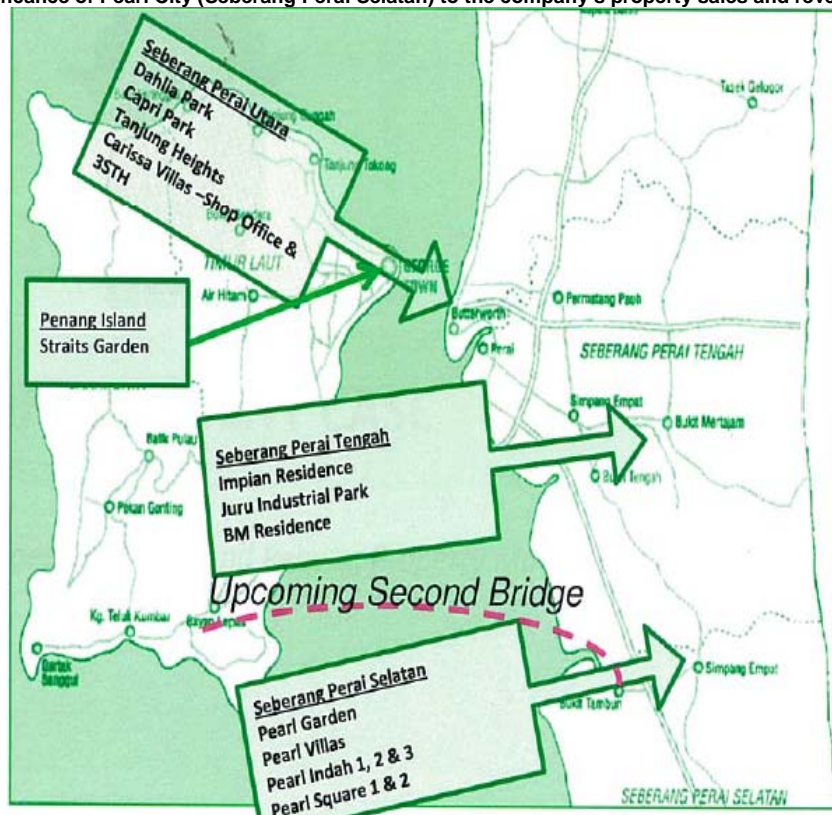 icance of Pearl City (Seberang Perai Selatan) to the company's property sales and reve
Seberang Perai Utara
Dahlia Park
Capri Park
Tanjung Heights
Carissa Villas –Shop Office &
3STH
Tasek Gelugor
Tanjung Tokong
TIMUR LAUT
GEORGE
TOWN
Air Hitam
Penang Island
Straits Garden
Butterworth
Permatang Pauh
Perai
SEBERANG PERAI TENGAH
Simpang Empat
Bukit Mertajam
Bukit Tengah
Seberang Perai Tengah
Impian Residence
Juru Industrial Park
BM Residence
Balik Pulau
Pekan Genting
Upcoming Second Bridge
Kg. Teluk Kumbar
Bayan Lepas
Seberang Perai Selatan
Pearl Garden
Pearl Villas
Pearl Indah 1, 2 & 3
Pearl Square 1 & 2
Simpang Empat
Bukit Tambun
SEBERANG PERAI SELATAN